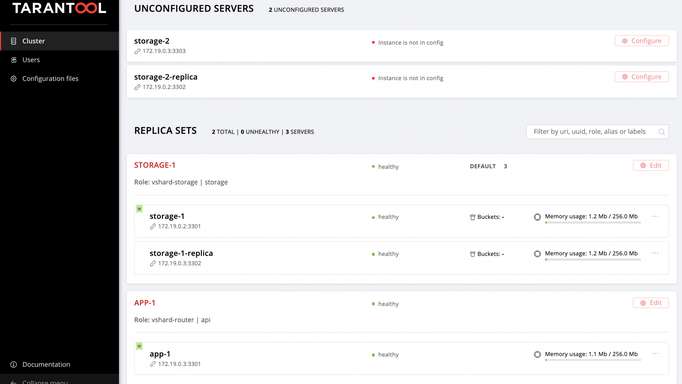 TARANTOOL
Cluster
Users
Configuration files
Documentation
Collapse menu
UNCONFIGURED SERVERS 2 UNCONFIGURED SERVERS
storage-2
172.19.0.3:3303
Instance is not in config
Configure
storage-2-replica
172.19.0.2:3302
Instance is not in config
Configure
REPLICA SETS 2 TOTAL | 0 UNHEALTHY | 3 SERVERS
Filter by uri, uuid, role, alias or labels
STORAGE-1 healthy DEFAULT 3 Edit
Role: vshard-storage | storage
storage-1
172.19.0.2:3301
healthy
Buckets: -
Memory usage: 1.2 Mb / 256.0 Mb
storage-1-replica
172.19.0.3:3302
healthy
Buckets: -
Memory usage: 1.2 Mb / 256.0 Mb
APP-1 healthy Edit
Role: vshard-router | api
app-1
172.19.0.3:3301
healthy
Memory usage: 1.1 Mb / 256.0 Mb